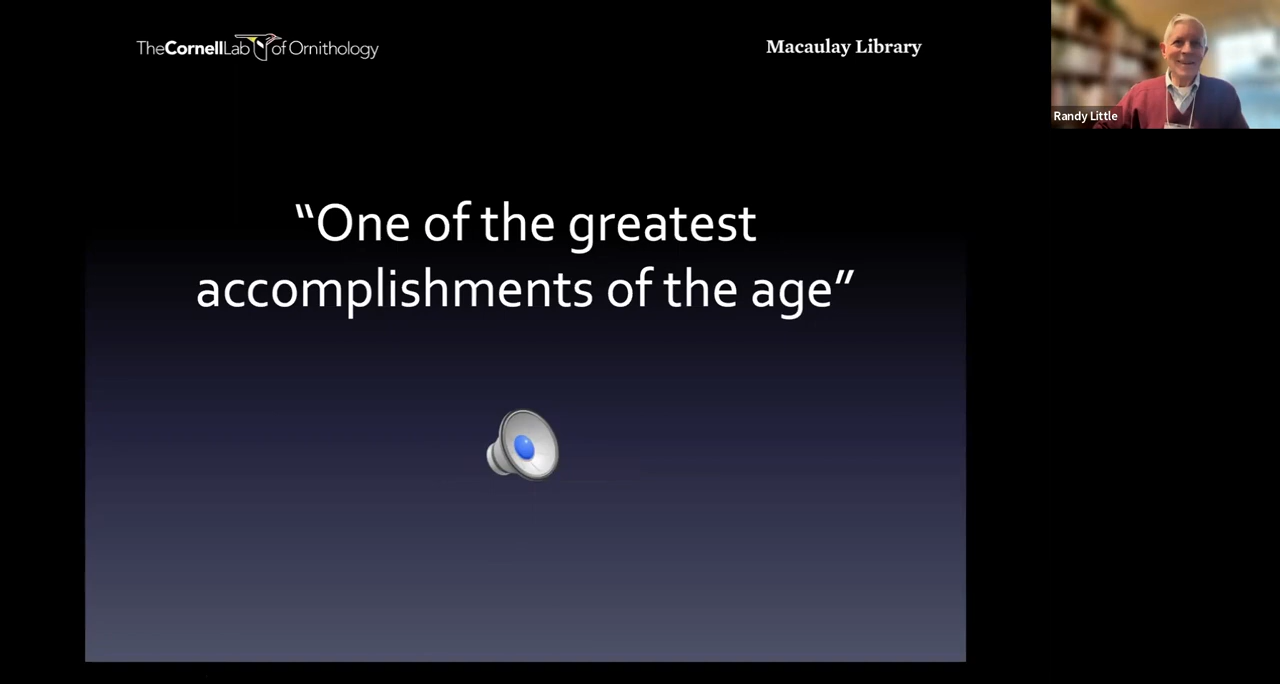 TheCornellLab of Ornithology
Macaulay Library
Randy Little
“One of the greatest
accomplishments of the age”